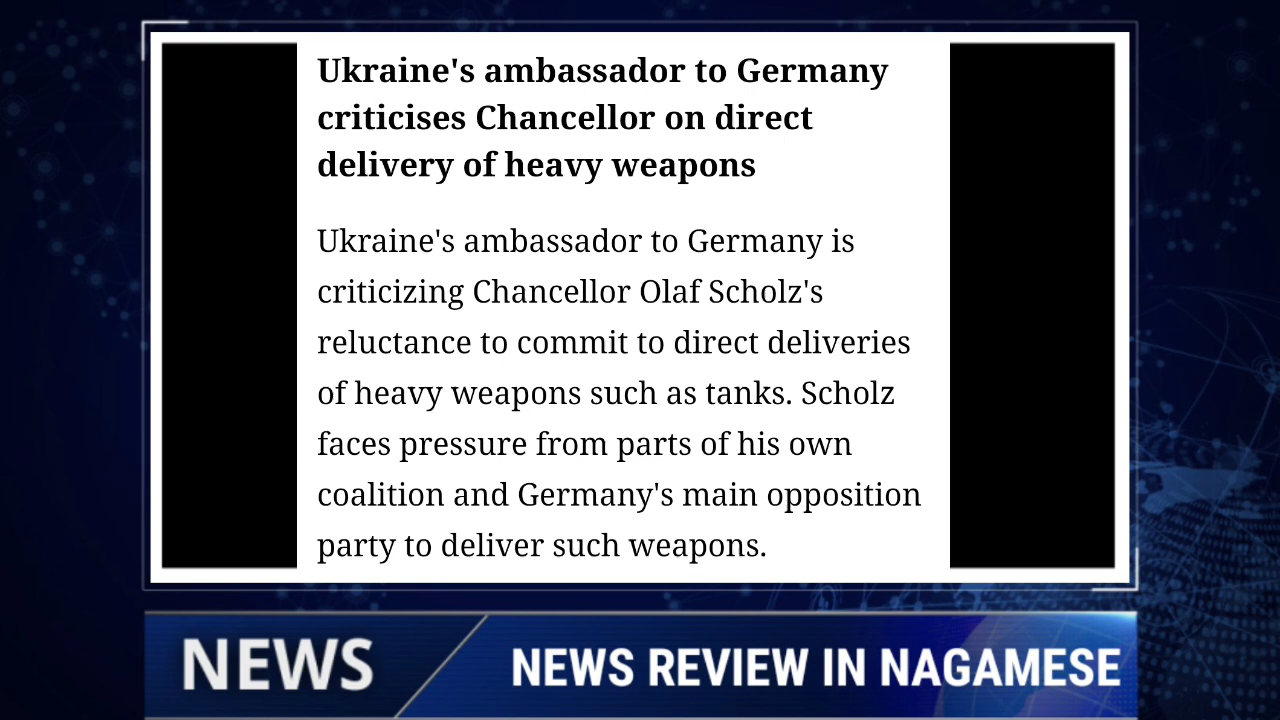 Ukraine's ambassador to Germany
criticises Chancellor on direct
delivery of heavy weapons
Ukraine's ambassador to Germany is
criticizing Chancellor Olaf Scholz's
reluctance to commit to direct deliveries
of heavy weapons such as tanks. Scholz
faces pressure from parts of his own
coalition and Germany's main opposition
party to deliver such weapons.
NEWS
NEWS REVIEW IN NAGAMESE